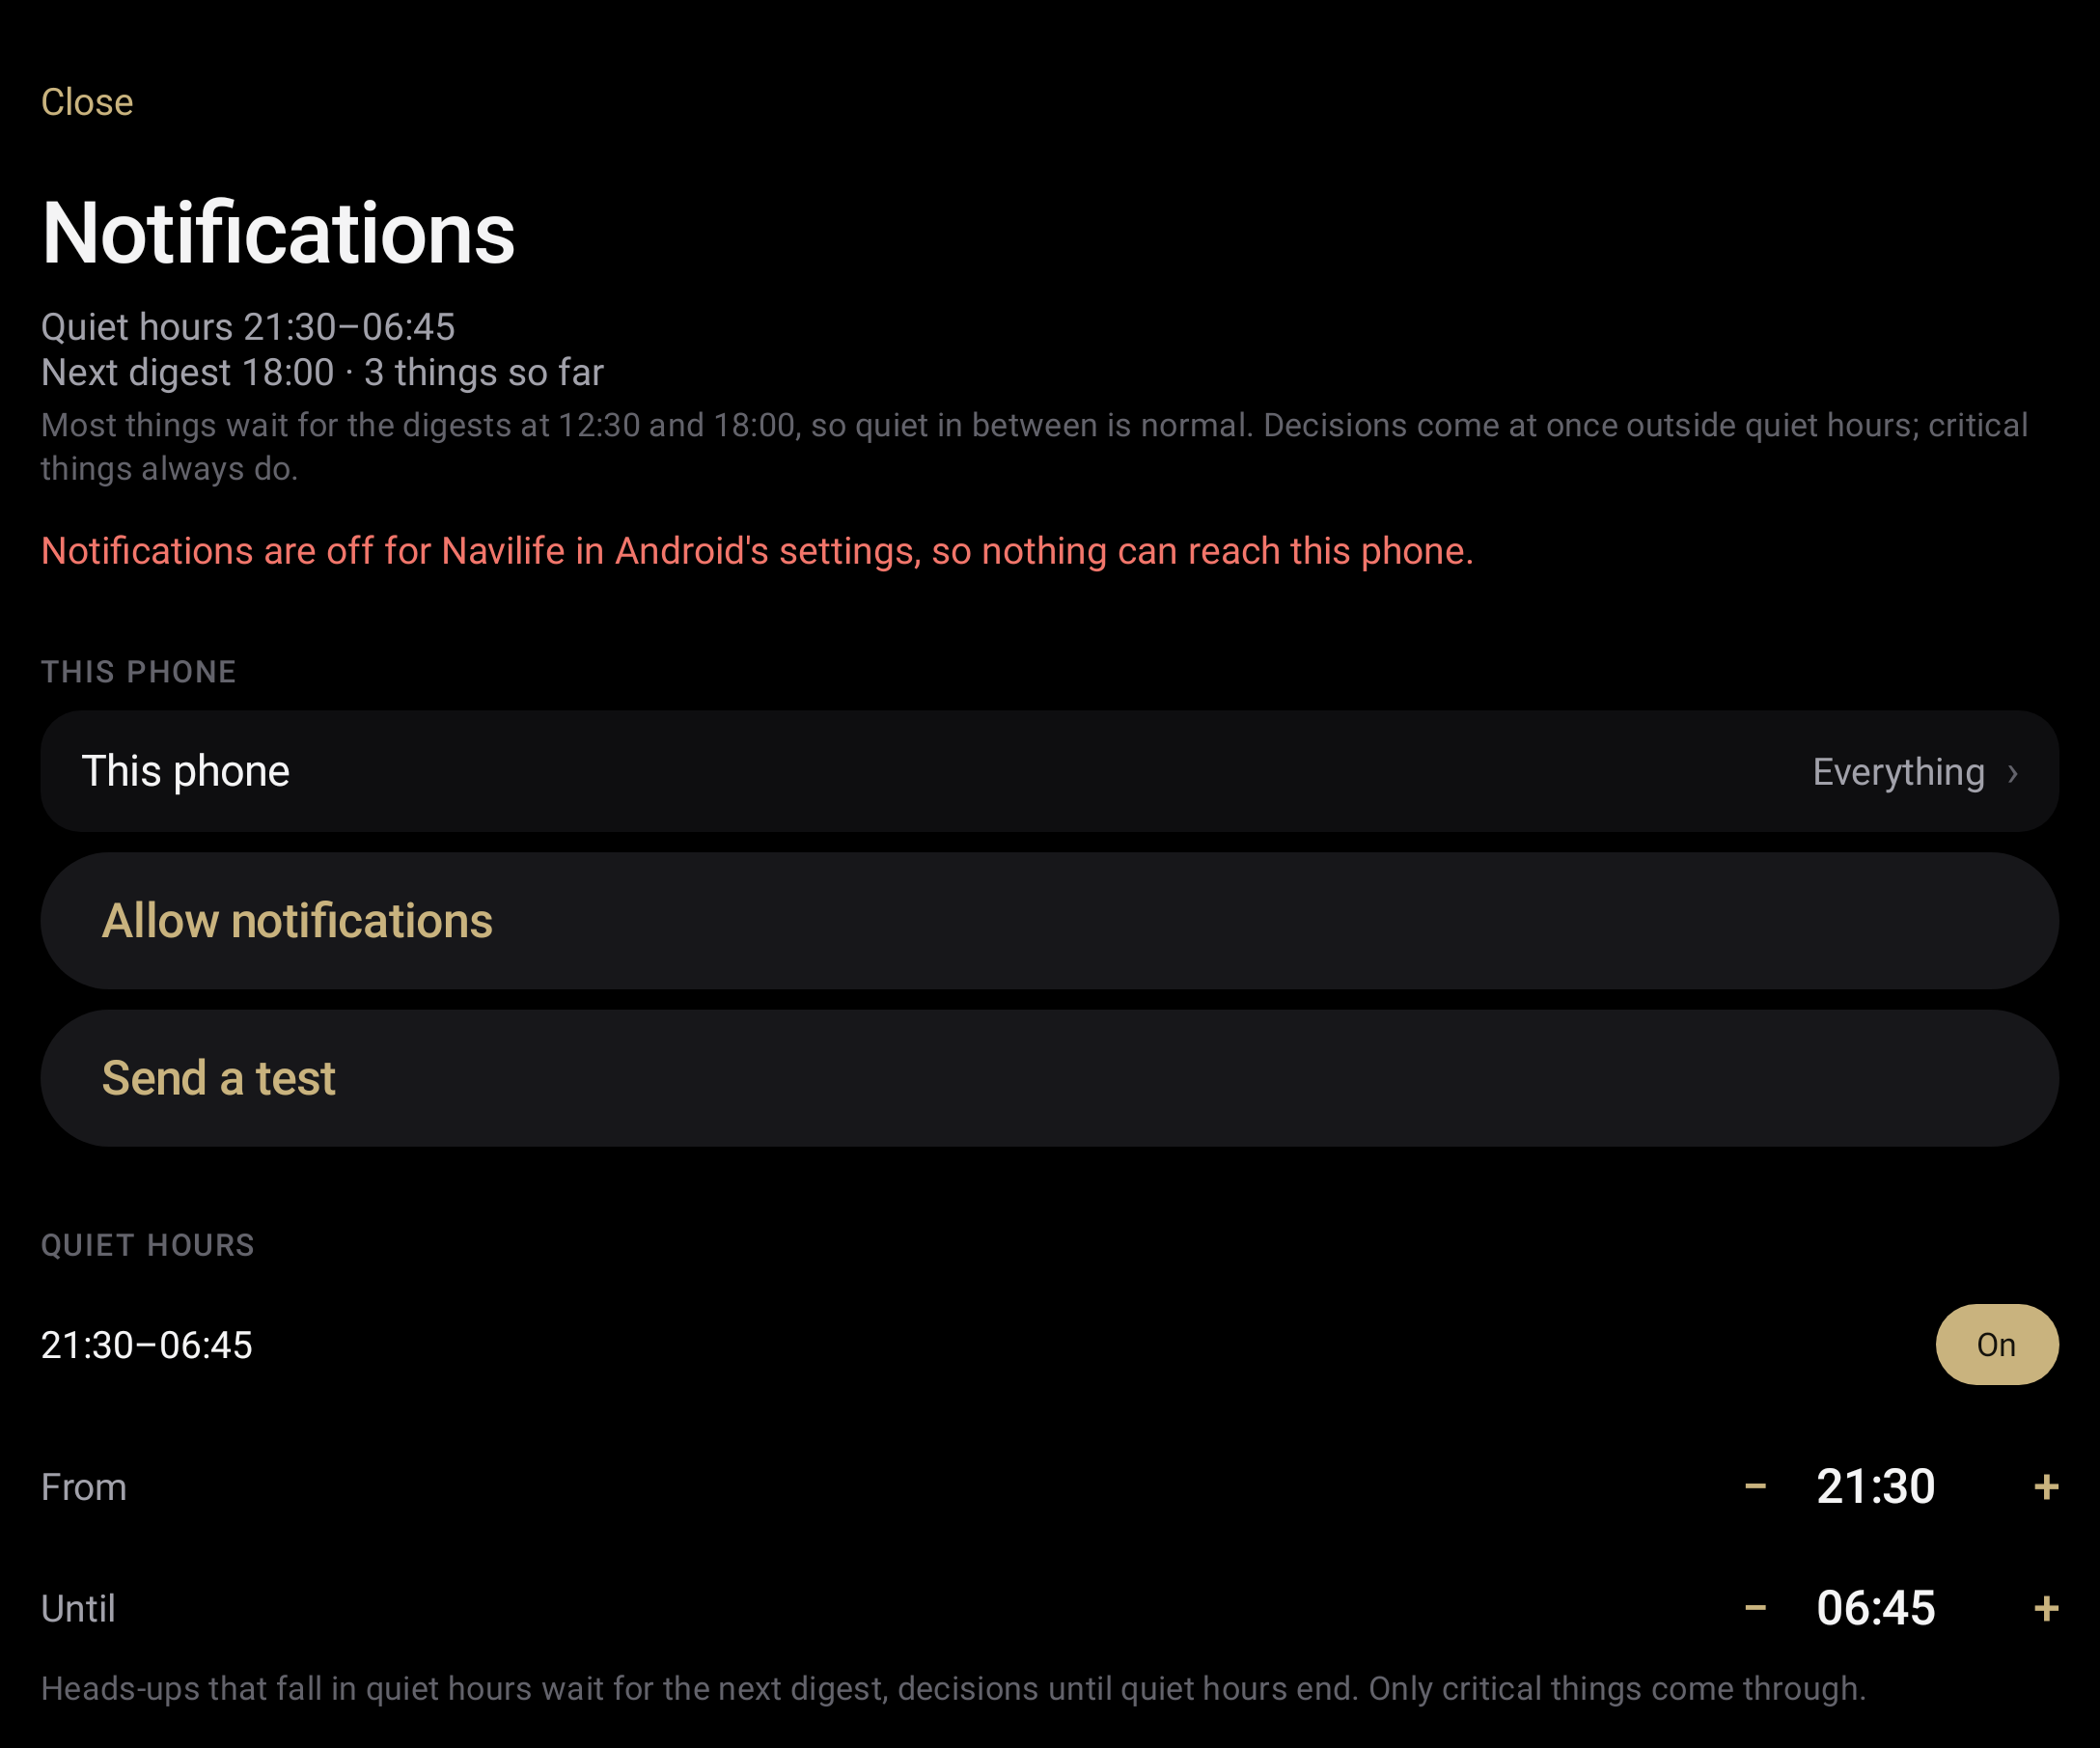 Close
Notifications
Quiet hours 21:30–06:45
Next digest 18:00 · 3 things so far
Most things wait for the digests at 12:30 and 18:00, so quiet in between is normal. Decisions come at once outside quiet hours; critical
things always do.
Notifications are off for Navilife in Android's settings, so nothing can reach this phone.
THIS PHONE
This phone Everything ›
Allow notifications
Send a test
QUIET HOURS
21:30–06:45 On
From − 21:30 +
Until − 06:45 +
Heads-ups that fall in quiet hours wait for the next digest, decisions until quiet hours end. Only critical things come through.